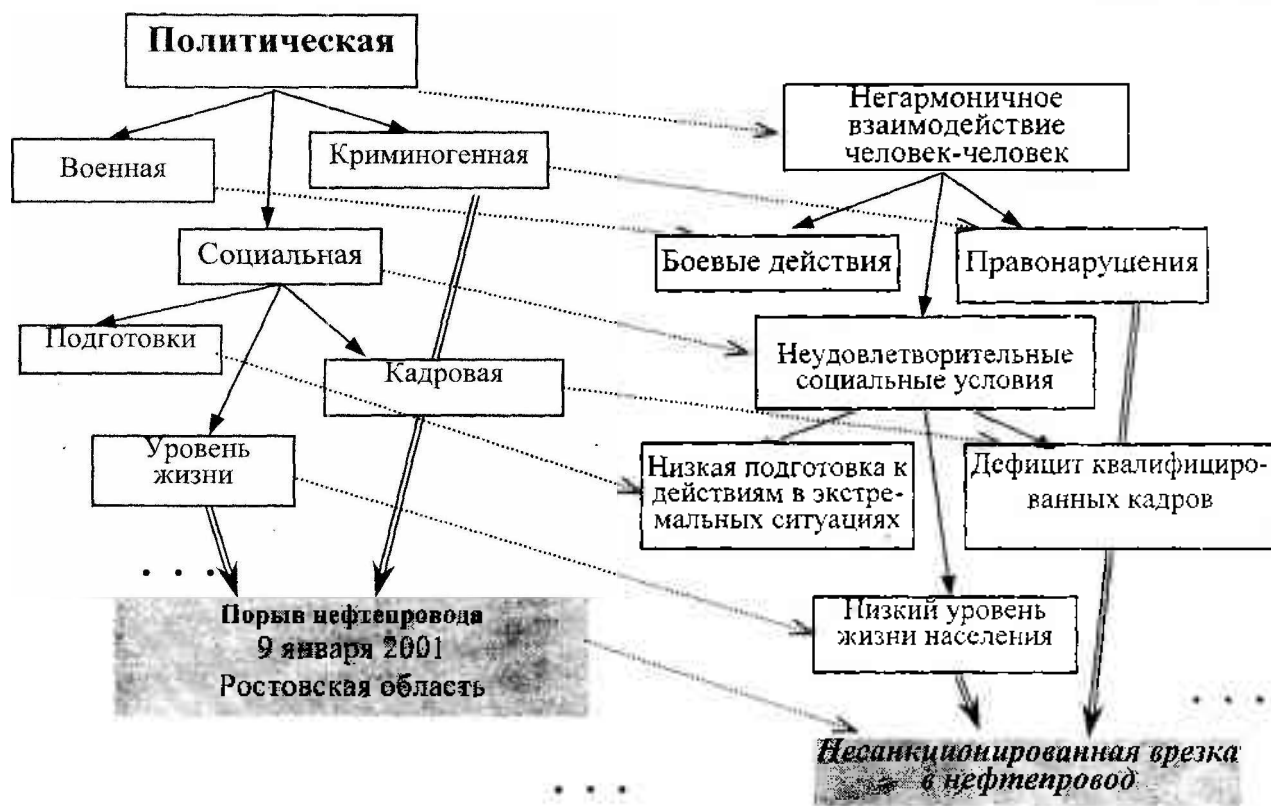 Политическая
Военная
Криминогенная
Социальная
Подготовки
Кадровая
Уровень
жизни
. . .
Порыв нефтепровода
9 января 2001
Ростовская область
Негармоничное
взаимодействие
человек-человек
Боевые действия
Правонарушения
Неудовлетворительные
социальные условия
Низкая подготовка к
действиям в экстре-
мальных ситуациях
Дефицит квалифициро-
ванных кадров
Низкий уровень
жизни населения
. . .
Несанкционированная врезка
в нефтепровод
. . .